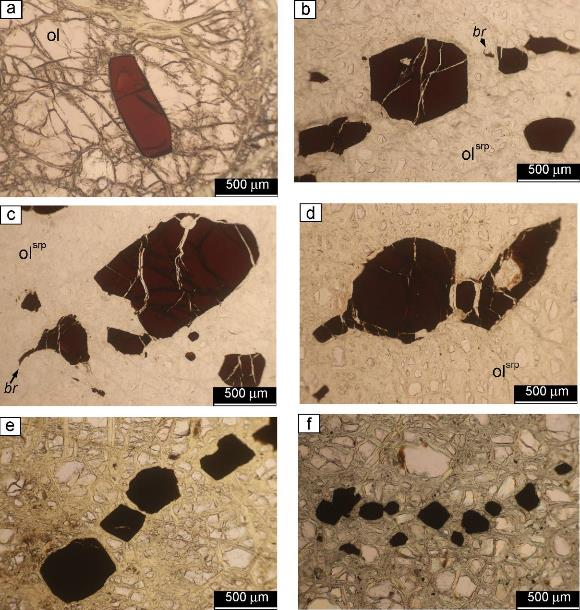 a
ol
500 µm
b
br
ol srp
500 µm
c
ol srp
br
500 µm
d
ol srp
500 µm
e
500 µm
f
500 µm